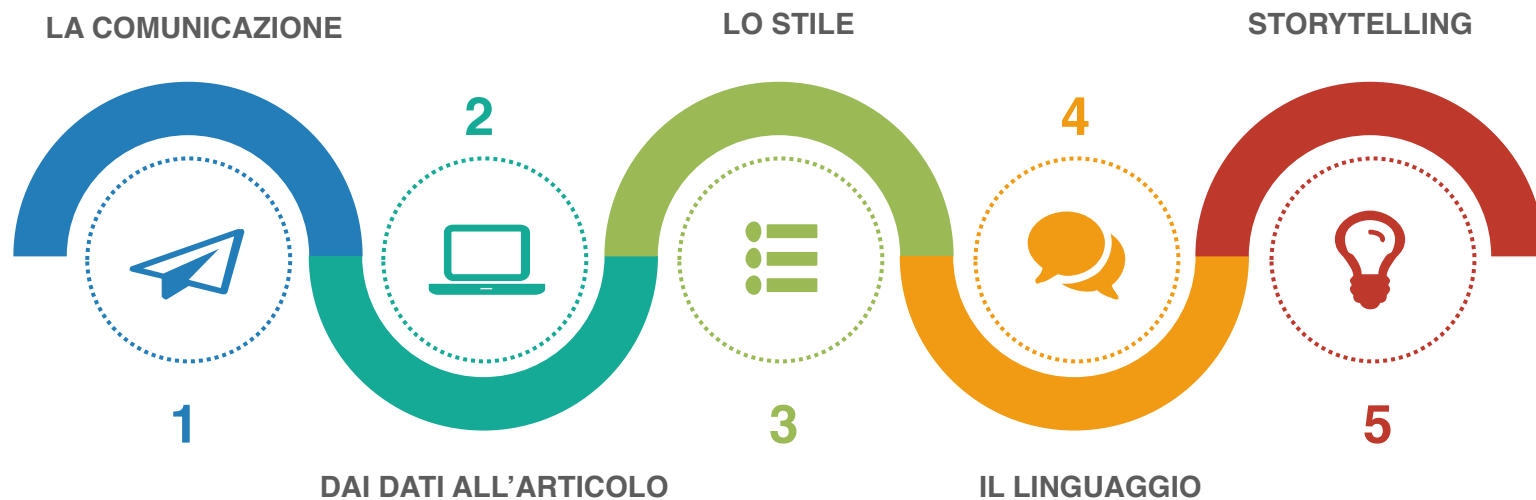 LA COMUNICAZIONE
1
2
DAI DATI ALL’ARTICOLO
LO STILE
3
4
IL LINGUAGGIO
STORYTELLING
5